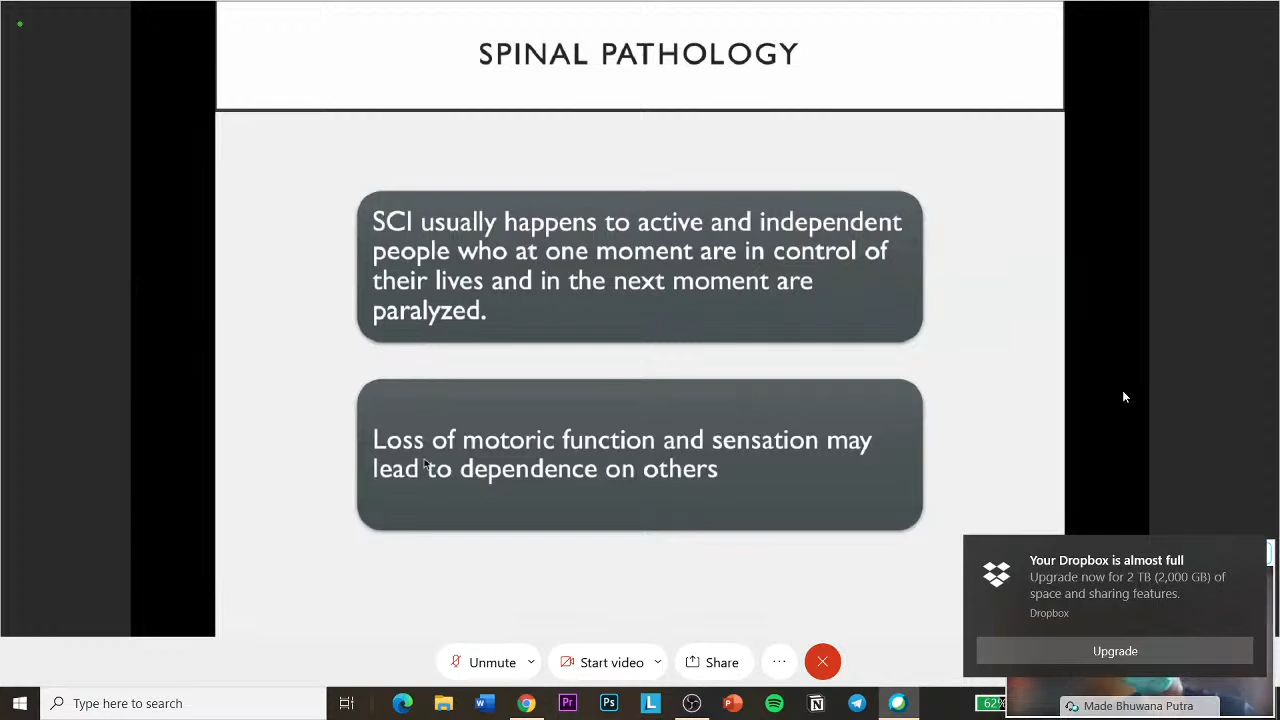 SPINAL PATHOLOGY
SCI usually happens to active and independent
people who at one moment are in control of
their lives and in the next moment are
paralyzed.
Loss of motoric function and sensation may
lead to dependence on others
Your Dropbox is almost full
Upgrade now for 2 TB (2,000 GB) of
space and sharing features.
Dropbox
Upgrade
Unmute
Start video
Share
Type here to search
W
Pr
Ps
L
P
N
62%
Made Bhuwana Putra